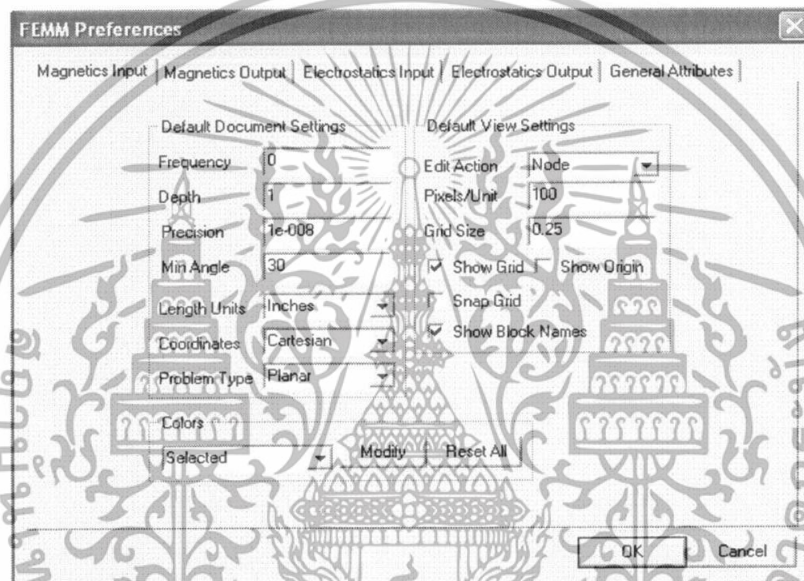 FEMM Preferences
Magnetics Input Magnetics Output Electrostatics Input Electrostatics Output General Attributes
Default Document Settings
Frequency 0
Depth 1
Precision 1e-008
Min Angle 30
Length Units Inches
Coordinates Cartesian
Problem Type Planar
Default View Settings
Edit Action Node
Pixels/Unit 100
Grid Size 0.25
Show Grid Show Origin
Snap Grid
Show Block Names
Colors
Selected Modify Reset All
OK Cancel